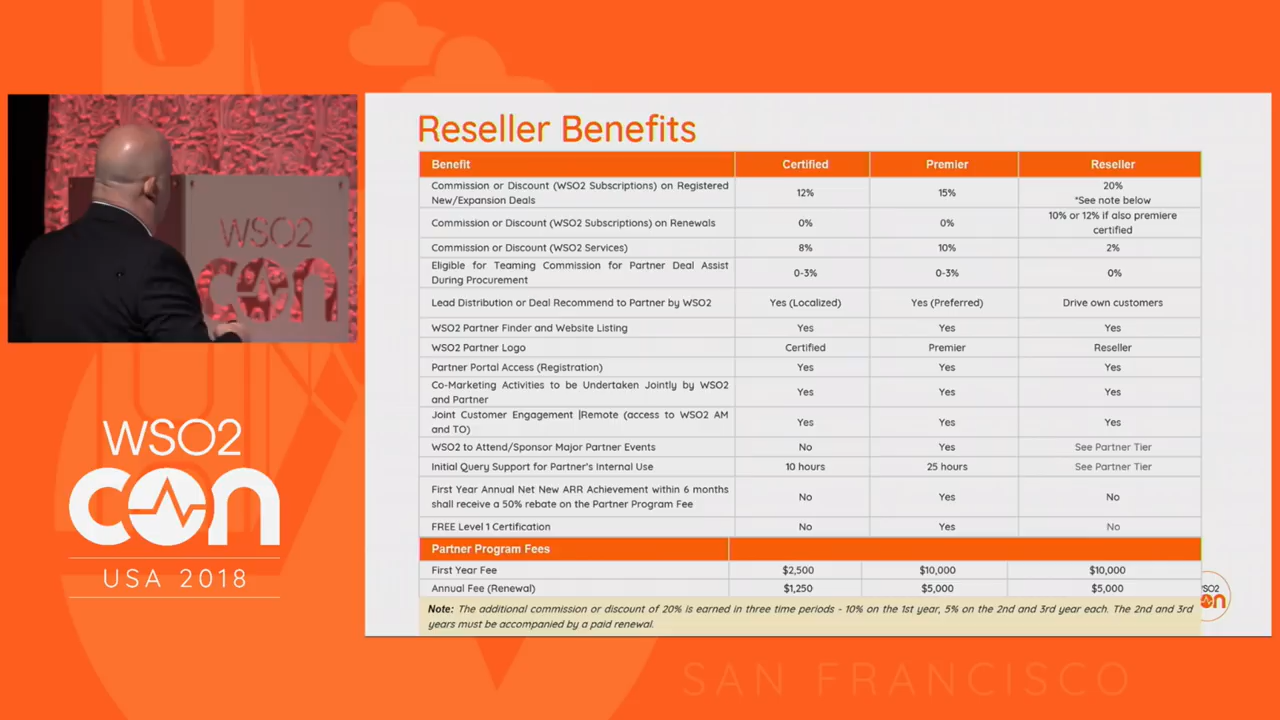 Reseller Benefits
Benefit Certified Premier Reseller
Commission or Discount (WSO2 Subscriptions) on Registered
New/Expansion Deals 12% 15% 20%
*See note below
Commission or Discount (WSO2 Subscriptions) on Renewals 0% 0% 10% or 12% if also premiere
certified
Commission or Discount (WSO2 Services) 8% 10% 2%
Eligible for Teaming Commission for Partner Deal Assist
During Procurement 0-3% 0-3% 0%
Lead Distribution or Deal Recommend to Partner by WSO2 Yes (Localized) Yes (Preferred) Drive own customers
WSO2 Partner Finder and Website Listing Yes Yes Yes
WSO2 Partner Logo Certified Premier Reseller
Partner Portal Access (Registration) Yes Yes Yes
Co-Marketing Activities to be Undertaken Jointly by WSO2
and Partner Yes Yes Yes
Joint Customer Engagement |Remote (access to WSO2 AM
and TO) Yes Yes Yes
WSO2 to Attend/Sponsor Major Partner Events No Yes See Partner Tier
Initial Query Support for Partner's Internal Use 10 hours 25 hours See Partner Tier
First Year Annual Net New ARR Achievement within 6 months
shall receive a 50% rebate on the Partner Program Fee No Yes No
FREE Level 1 Certification No Yes No
Partner Program Fees
First Year Fee $2,500 $10,000 $10,000
Annual Fee (Renewal) $1,250 $5,000 $5,000
Note: The additional commission or discount of 20% is earned in three time periods - 10% on the 1st year, 5% on the 2nd and 3rd year each. The 2nd and 3rd
years must be accompanied by a paid renewal.
WSO2
con
WSO2
con
USA 2018
SAN FRANCISCO